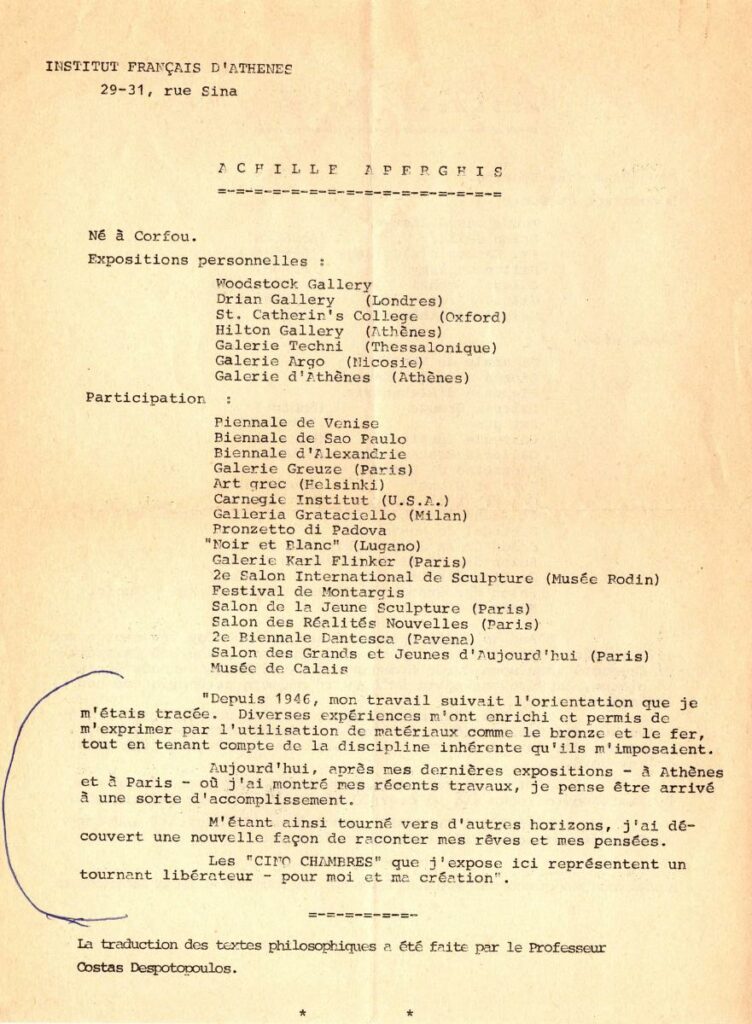 INSTITUT FRANÇAIS D'ATHENES
29-31, rue Sina
A C H I L L E   A P E R G H I S
=-=-=-=-=-=-=-=-=-=-=-=-=-=-=-=
Né à Corfou.
Expositions personnelles :
Woodstock Gallery
Drian Gallery (Londres)
St. Catherin's College (Oxford)
Hilton Gallery (Athènes)
Galerie Techni (Thessalonique)
Galerie Argo (Nicosie)
Galerie d'Athènes (Athènes)
Participation :
Biennale de Venise
Biennale de Sao Paulo
Biennale d'Alexandrie
Galerie Greuze (Paris)
Art grec (Helsinki)
Carnegie Institut (U.S.A.)
Galleria Grataciello (Milan)
Bronzetto di Padova
"Noir et Blanc" (Lugano)
Galerie Karl Flinker (Paris)
2e Salon International de Sculpture (Musée Rodin)
Festival de Montargis
Salon de la Jeune Sculpture (Paris)
Salon des Réalités Nouvelles (Paris)
2e Biennale Dantesca (Pavena)
Salon des Grands et Jeunes d'Aujourd'hui (Paris)
Musée de Calais
"Depuis 1946, mon travail suivait l'orientation que je
m'étais tracée. Diverses expériences m'ont enrichi et permis de
m'exprimer par l'utilisation de matériaux comme le bronze et le fer,
tout en tenant compte de la discipline inhérente qu'ils m'imposaient.
Aujourd'hui, après mes dernières expositions - à Athènes
et à Paris - où j'ai montré mes récents travaux, je pense être arrivé
à une sorte d'accomplissement.
M'étant ainsi tourné vers d'autres horizons, j'ai dé-
couvert une nouvelle façon de raconter mes rêves et mes pensées.
Les "CINQ CHAMBRES" que j'expose ici représentent un
tournant libérateur - pour moi et ma création".
=-=-=-=-=-=-
La traduction des textes philosophiques a été faite par le Professeur
Costas Despotopoulos.
* *